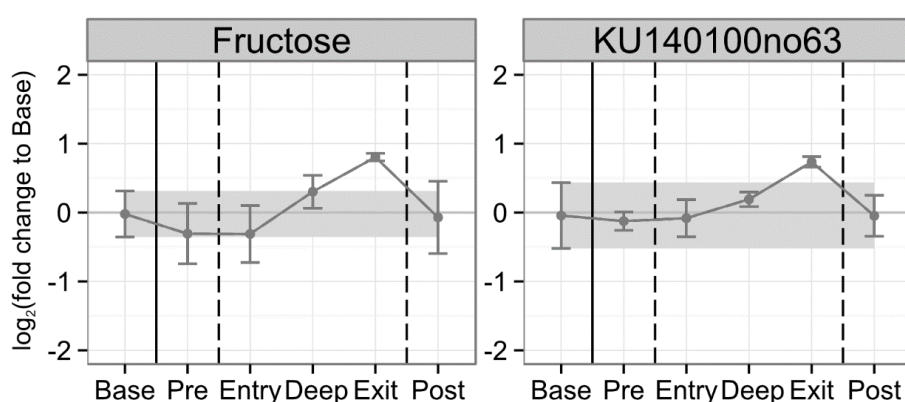 Fructose
KU140100no63
log₂(fold change to Base)
2
1
0
-1
-2
2
1
0
-1
-2
Base Pre Entry Deep Exit Post
Base Pre Entry Deep Exit Post